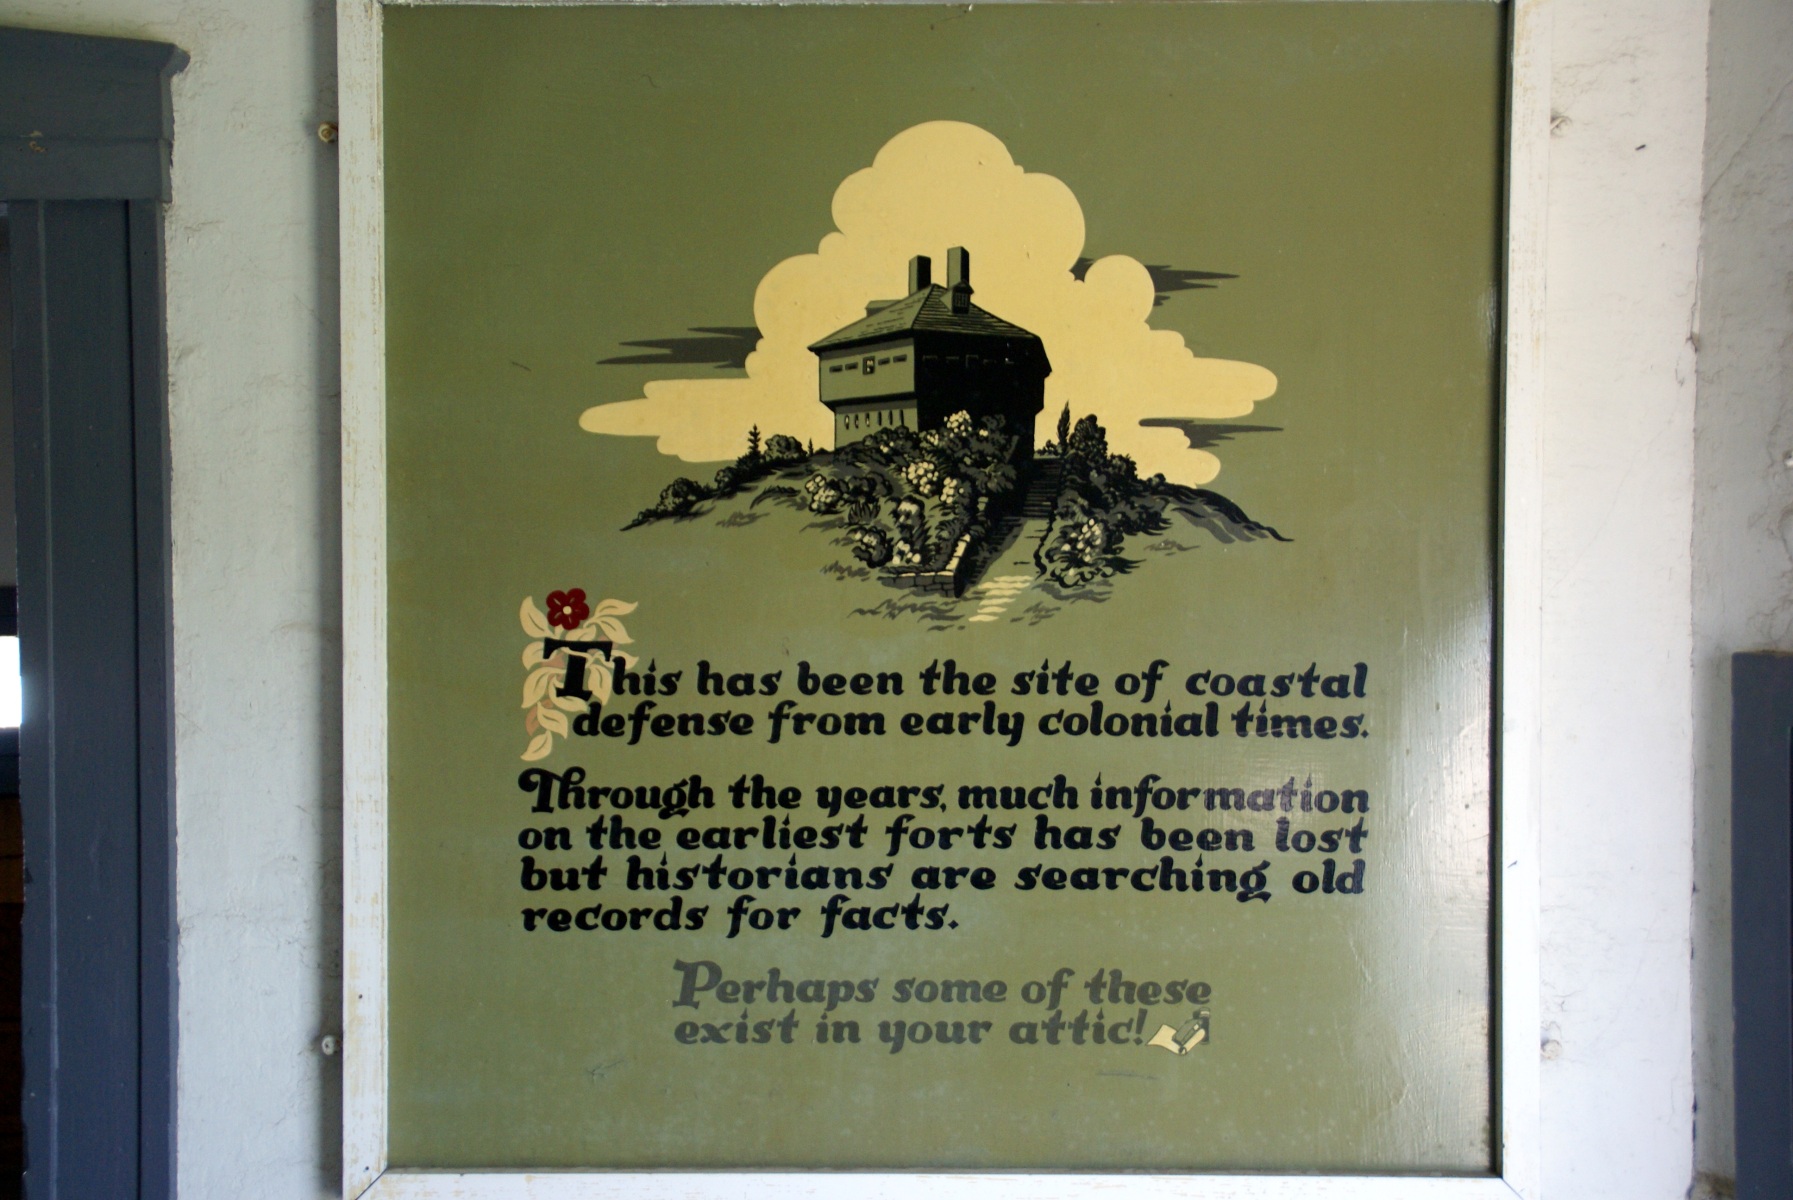 This has been the site of coastal
defense from early colonial times.
Through the years, much information
on the earliest forts has been lost
but historians are searching old
records for facts.
Perhaps some of these
exist in your attic!